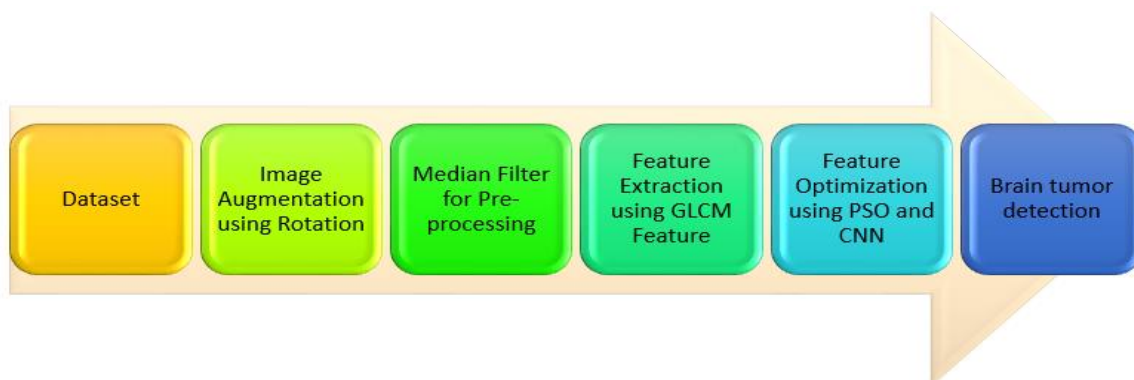 Dataset
Image
Augmentation
using Rotation
Median Filter
for Pre-
processing
Feature
Extraction
using GLCM
Feature
Feature
Optimization
using PSO and
CNN
Brain tumor
detection